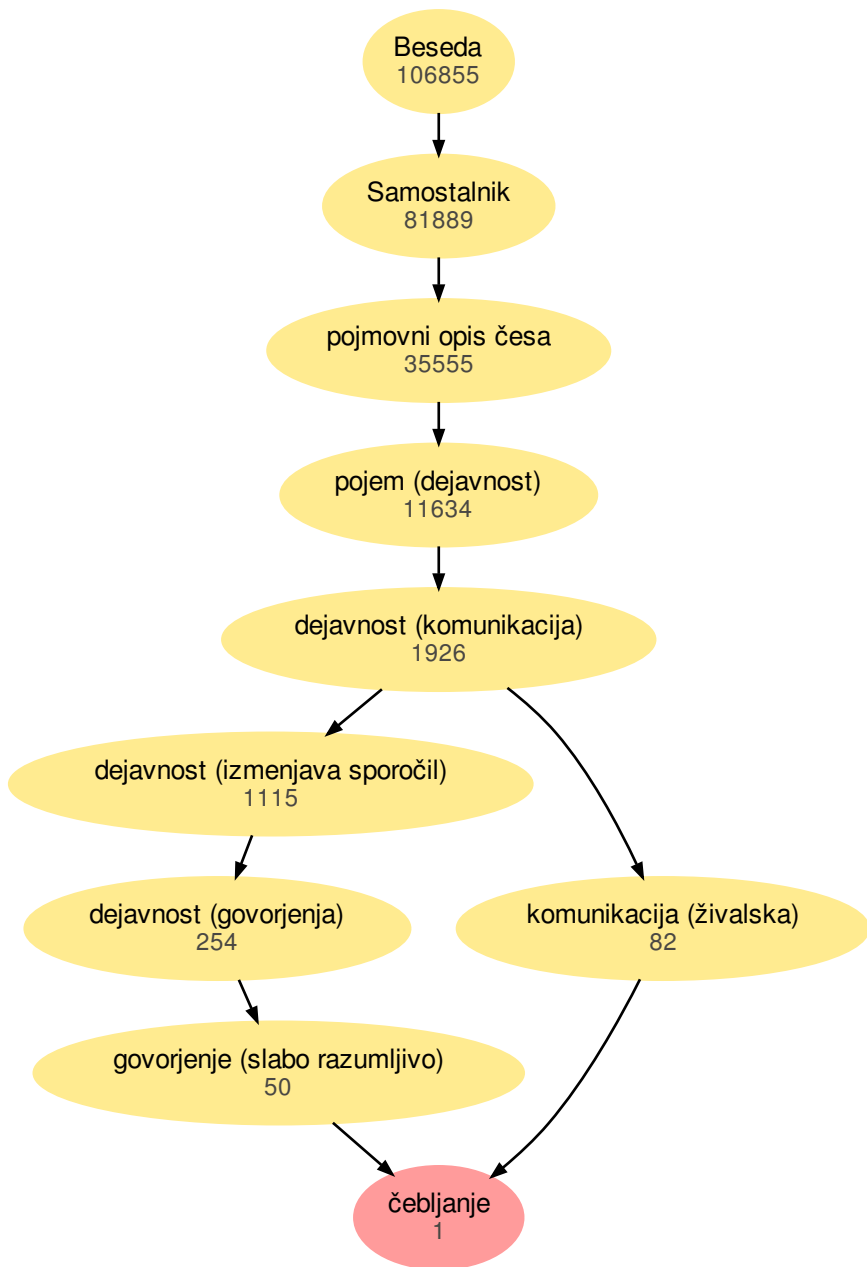 Beseda
106855
Samostalnik
81889
pojmovni opis česa
35555
pojem (dejavnost)
11634
dejavnost (komunikacija)
1926
dejavnost (izmenjava sporočil)
1115
dejavnost (govorjenja)
254
komunikacija (živalska)
82
govorjenje (slabo razumljivo)
50
čebljanje
1